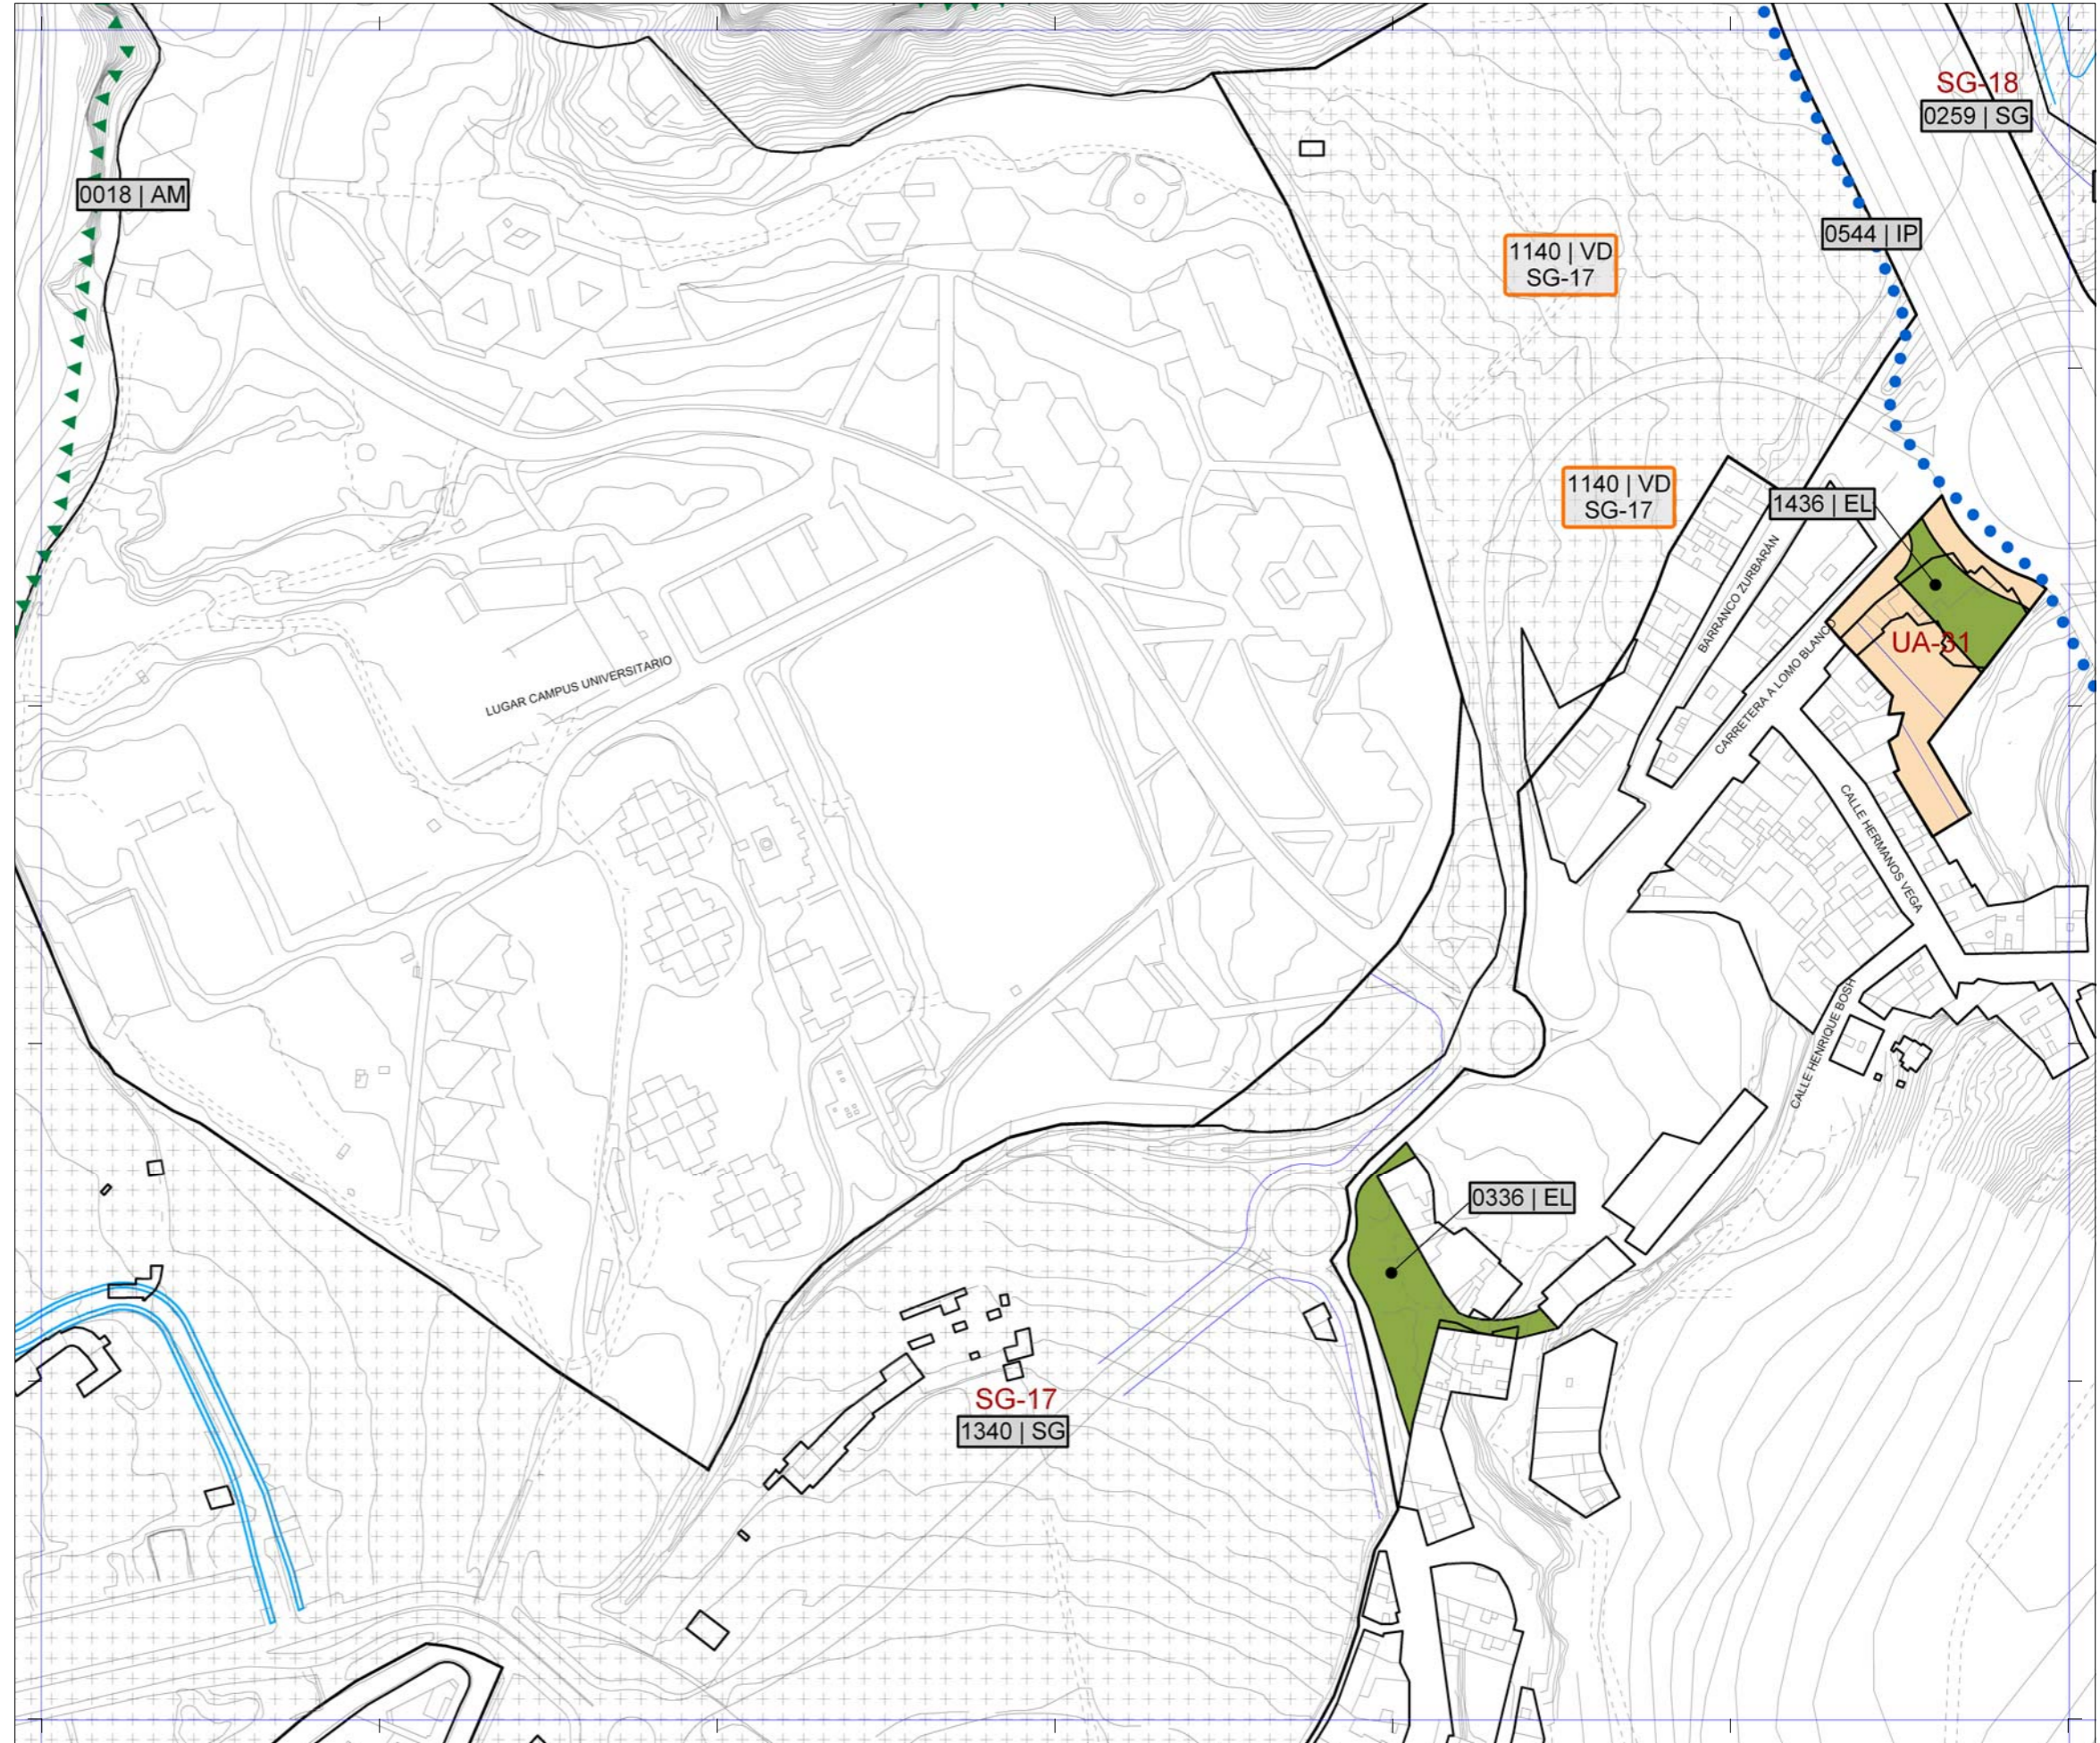 SG-18
0259 | SG
0018 | AM
0544 | IP
1140 | VD
SG-17
1140 | VD
SG-17
1436 | EL
BARRANCO ZURBARÁN
UA-31
CARRETERA A LOMO BLANCO
LUGAR CAMPUS UNIVERSITARIO
CALLE HERMANOS VEGA
CALLE HENRIQUE BOSH
0336 | EL
SG-17
1340 | SG